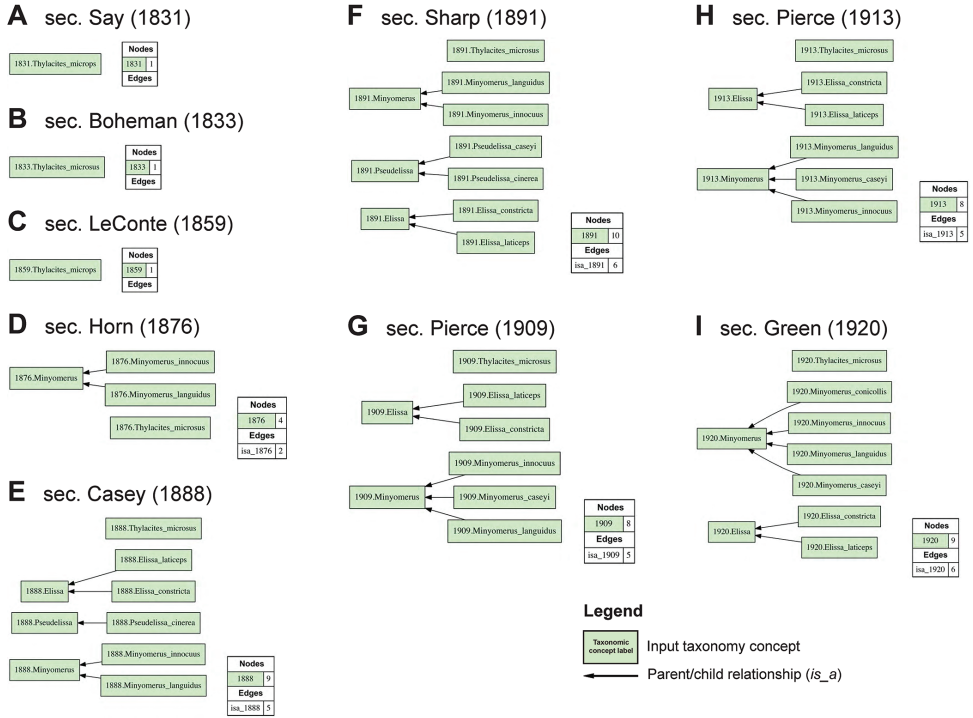 A sec. Say (1831)
1831.Thylacites_microps
Nodes
1831 1
Edges
B sec. Boheman (1833)
1833.Thylacites_microsus
Nodes
1833 1
Edges
C sec. LeConte (1859)
1859.Thylacites_microps
Nodes
1859 1
Edges
D sec. Horn (1876)
1876.Minyomerus_innocuus
1876.Minyomerus
1876.Minyomerus_languidus
1876.Thylacites_microsus
Nodes
1876 4
Edges
isa_1876 2
E sec. Casey (1888)
1888.Thylacites_microsus
1888.Elissa_laticeps
1888.Elissa
1888.Elissa_constricta
1888.Pseudelissa
1888.Pseudelissa_cinerea
1888.Minyomerus_innocuus
1888.Minyomerus
1888.Minyomerus_languidus
Nodes
1888 9
Edges
isa_1888 5
F sec. Sharp (1891)
1891.Thylacites_microsus
1891.Minyomerus_languidus
1891.Minyomerus
1891.Minyomerus_innocuus
1891.Pseudelissa_caseyi
1891.Pseudelissa
1891.Pseudelissa_cinerea
1891.Elissa_constricta
1891.Elissa
1891.Elissa_laticeps
Nodes
1891 10
Edges
isa_1891 6
G sec. Pierce (1909)
1909.Thylacites_microsus
1909.Elissa_laticeps
1909.Elissa
1909.Elissa_constricta
1909.Minyomerus_innocuus
1909.Minyomerus
1909.Minyomerus_caseyi
1909.Minyomerus_languidus
Nodes
1909 8
Edges
isa_1909 5
H sec. Pierce (1913)
1913.Thylacites_microsus
1913.Elissa_constricta
1913.Elissa
1913.Elissa_laticeps
1913.Minyomerus_languidus
1913.Minyomerus
1913.Minyomerus_caseyi
1913.Minyomerus_innocuus
Nodes
1913 8
Edges
isa_1913 5
I sec. Green (1920)
1920.Thylacites_microsus
1920.Minyomerus_conicollis
1920.Minyomerus_innocuus
1920.Minyomerus
1920.Minyomerus_languidus
1920.Minyomerus_caseyi
1920.Elissa_constricta
1920.Elissa
1920.Elissa_laticeps
Nodes
1920 9
Edges
isa_1920 6
Legend
Taxonomic
concept label
Input taxonomy concept
Parent/child relationship (is_a)